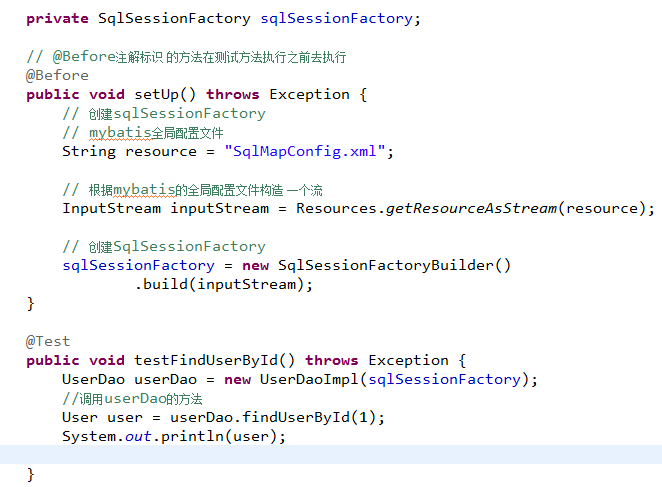 private SqlSessionFactory sqlSessionFactory;
// @Before注解标识 的方法在测试方法执行之前去执行
@Before
public void setUp() throws Exception {
// 创建sqlSessionFactory
// mybatis全局配置文件
String resource = "SqlMapConfig.xml";
// 根据mybatis的全局配置文件构造 一个流
InputStream inputStream = Resources.getResourceAsStream(resource);
// 创建SqlSessionFactory
sqlSessionFactory = new SqlSessionFactoryBuilder()
.build(inputStream);
}
@Test
public void testFindUserById() throws Exception {
UserDao userDao = new UserDaoImpl(sqlSessionFactory);
//调用userDao的方法
User user = userDao.findUserById(1);
System.out.println(user);
}